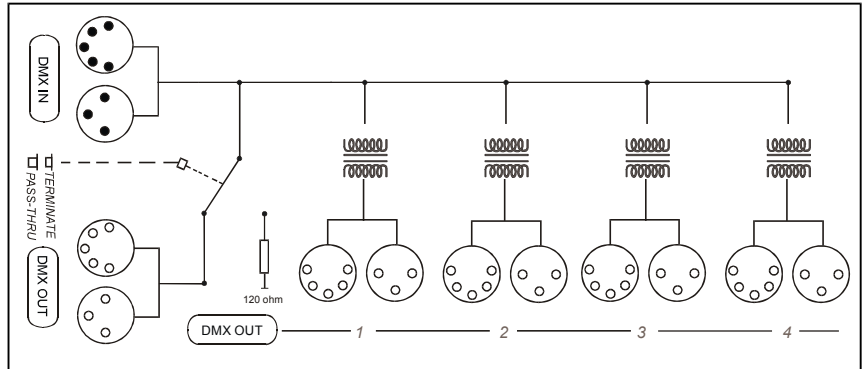 DMX IN
TERMINATE
PASS-THRU
DMX OUT
120 ohm
DMX OUT
1
2
3
4